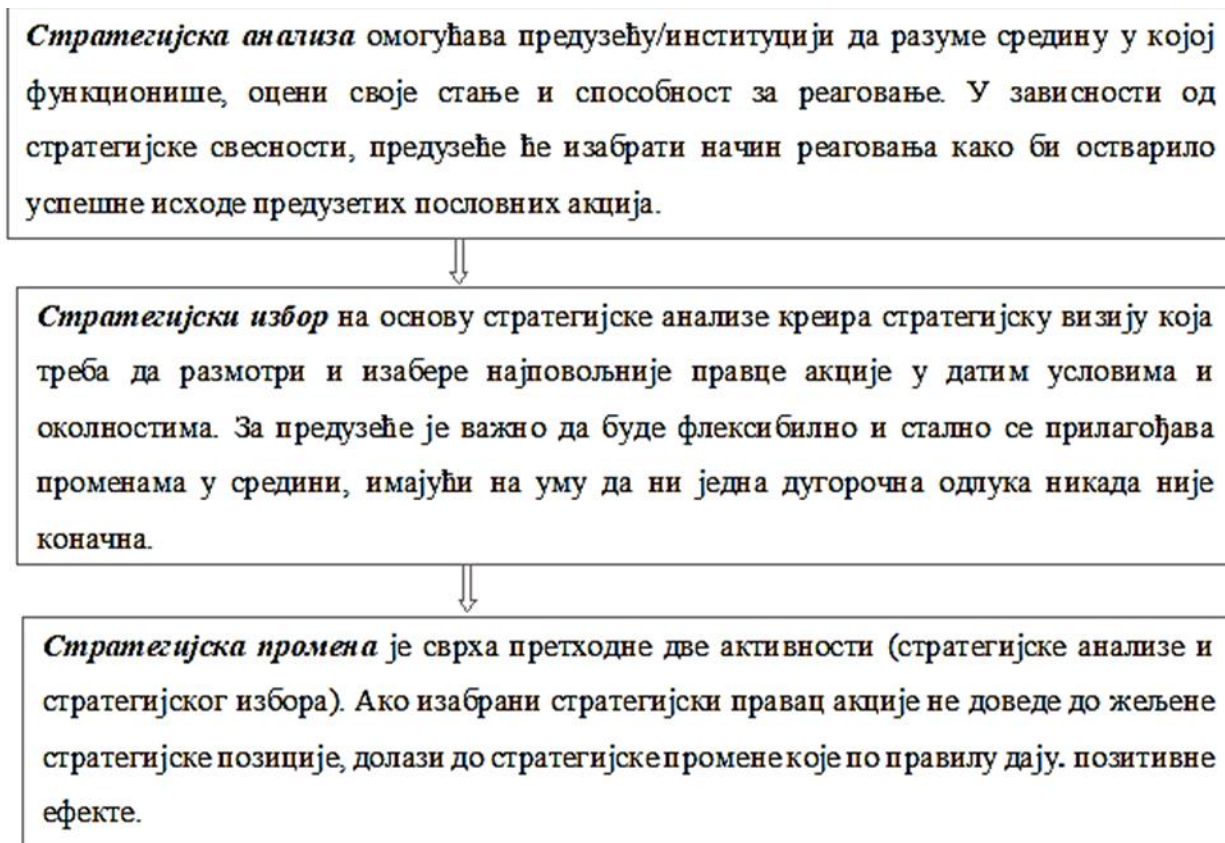 Стратегијска анализа омогућава предузећу/институцији да разуме средину у којој
функционише, оцени своје стање и способност за реаговање. У зависности од
стратегијске свесности, предузеће ће изабрати начин реаговања како би остварило
успешне исходе предузетих пословних акција.
Стратегијски избор на основу стратегијске анализе креира стратегијску визију која
треба да размотри и изабере најповољније правце акције у датим условима и
околностима. За предузеће је важно да буде флексибилно и стално се прилагођава
променама у средини, имајући на уму да ни једна дугорочна одлука никада није
коначна.
Стратегијска промена је сврха претходне две активности (стратегијске анализе и
стратегијског избора). Ако изабрани стратегијски правац акције не доведе до жељене
стратегијске позиције, долази до стратегијске промене које по правилу дају. позитивне
ефекте.